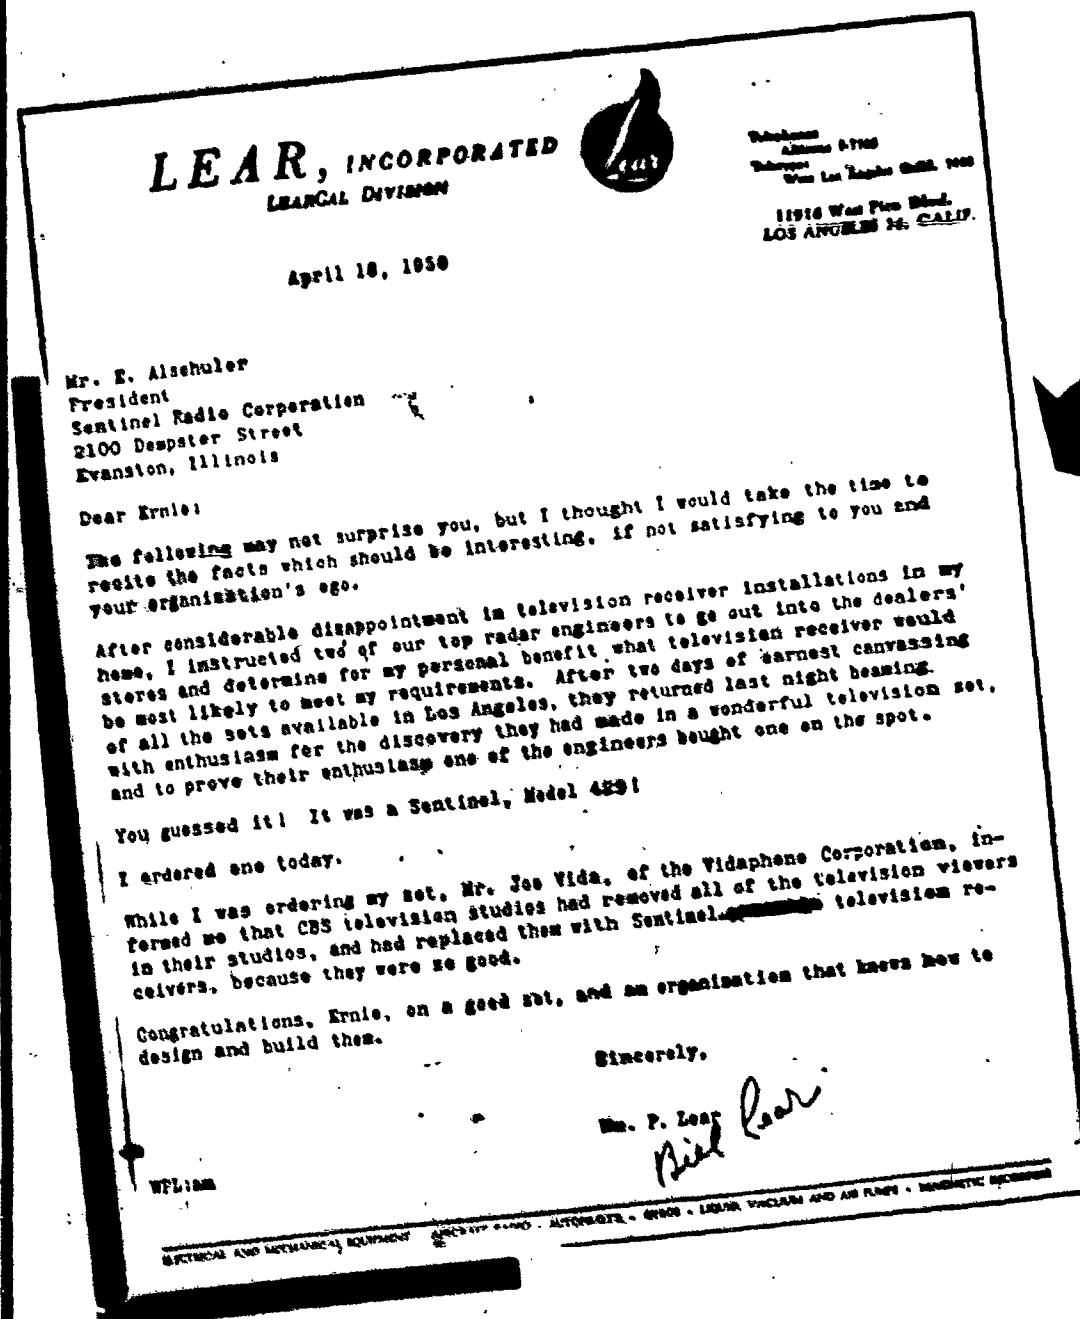 LEAR, INCORPORATED
LEARCAL DIVISION
Lear
Telephone
West Los Angeles
11916 West Pico Blvd.
LOS ANGELES CALIF.
April 18, 1950
Mr. E. Alschuler
President
Sentinel Radio Corporation
2100 Dempster Street
Evanston, Illinois
Dear Ernie:
The following may not surprise you, but I thought I would take the time to
recite the facts which should be interesting, if not satisfying to you and
your organization's ego.
After considerable disappointment in television receiver installations in my
home, I instructed two of our top radar engineers to go out into the dealers'
stores and determine for my personal benefit what television receiver would
be most likely to meet my requirements. After two days of earnest canvassing
of all the sets available in Los Angeles, they returned last night beaming
with enthusiasm for the discovery they had made in a wonderful television set,
and to prove their enthusiasm one of the engineers bought one on the spot.
You guessed it! It was a Sentinel, Model
I ordered one today.
While I was ordering my set, Mr. Joe Vida, of the Vidaphone Corporation, in-
formed me that CBS television studios had removed all of the television viewers
in their studios, and had replaced them with Sentinel television re-
ceivers, because they were so good.
Congratulations, Ernie, on a good set, and an organization that knows how to
design and build them.
Sincerely,
Wm. P. Lear
Bill Lear
WPL:am
ELECTRICAL AND MECHANICAL EQUIPMENT AIRCRAFT RADIO · AUTOPILOTS · · LIQUID, VACUUM AND AIR PUMPS · MAGNETIC RECORDERS